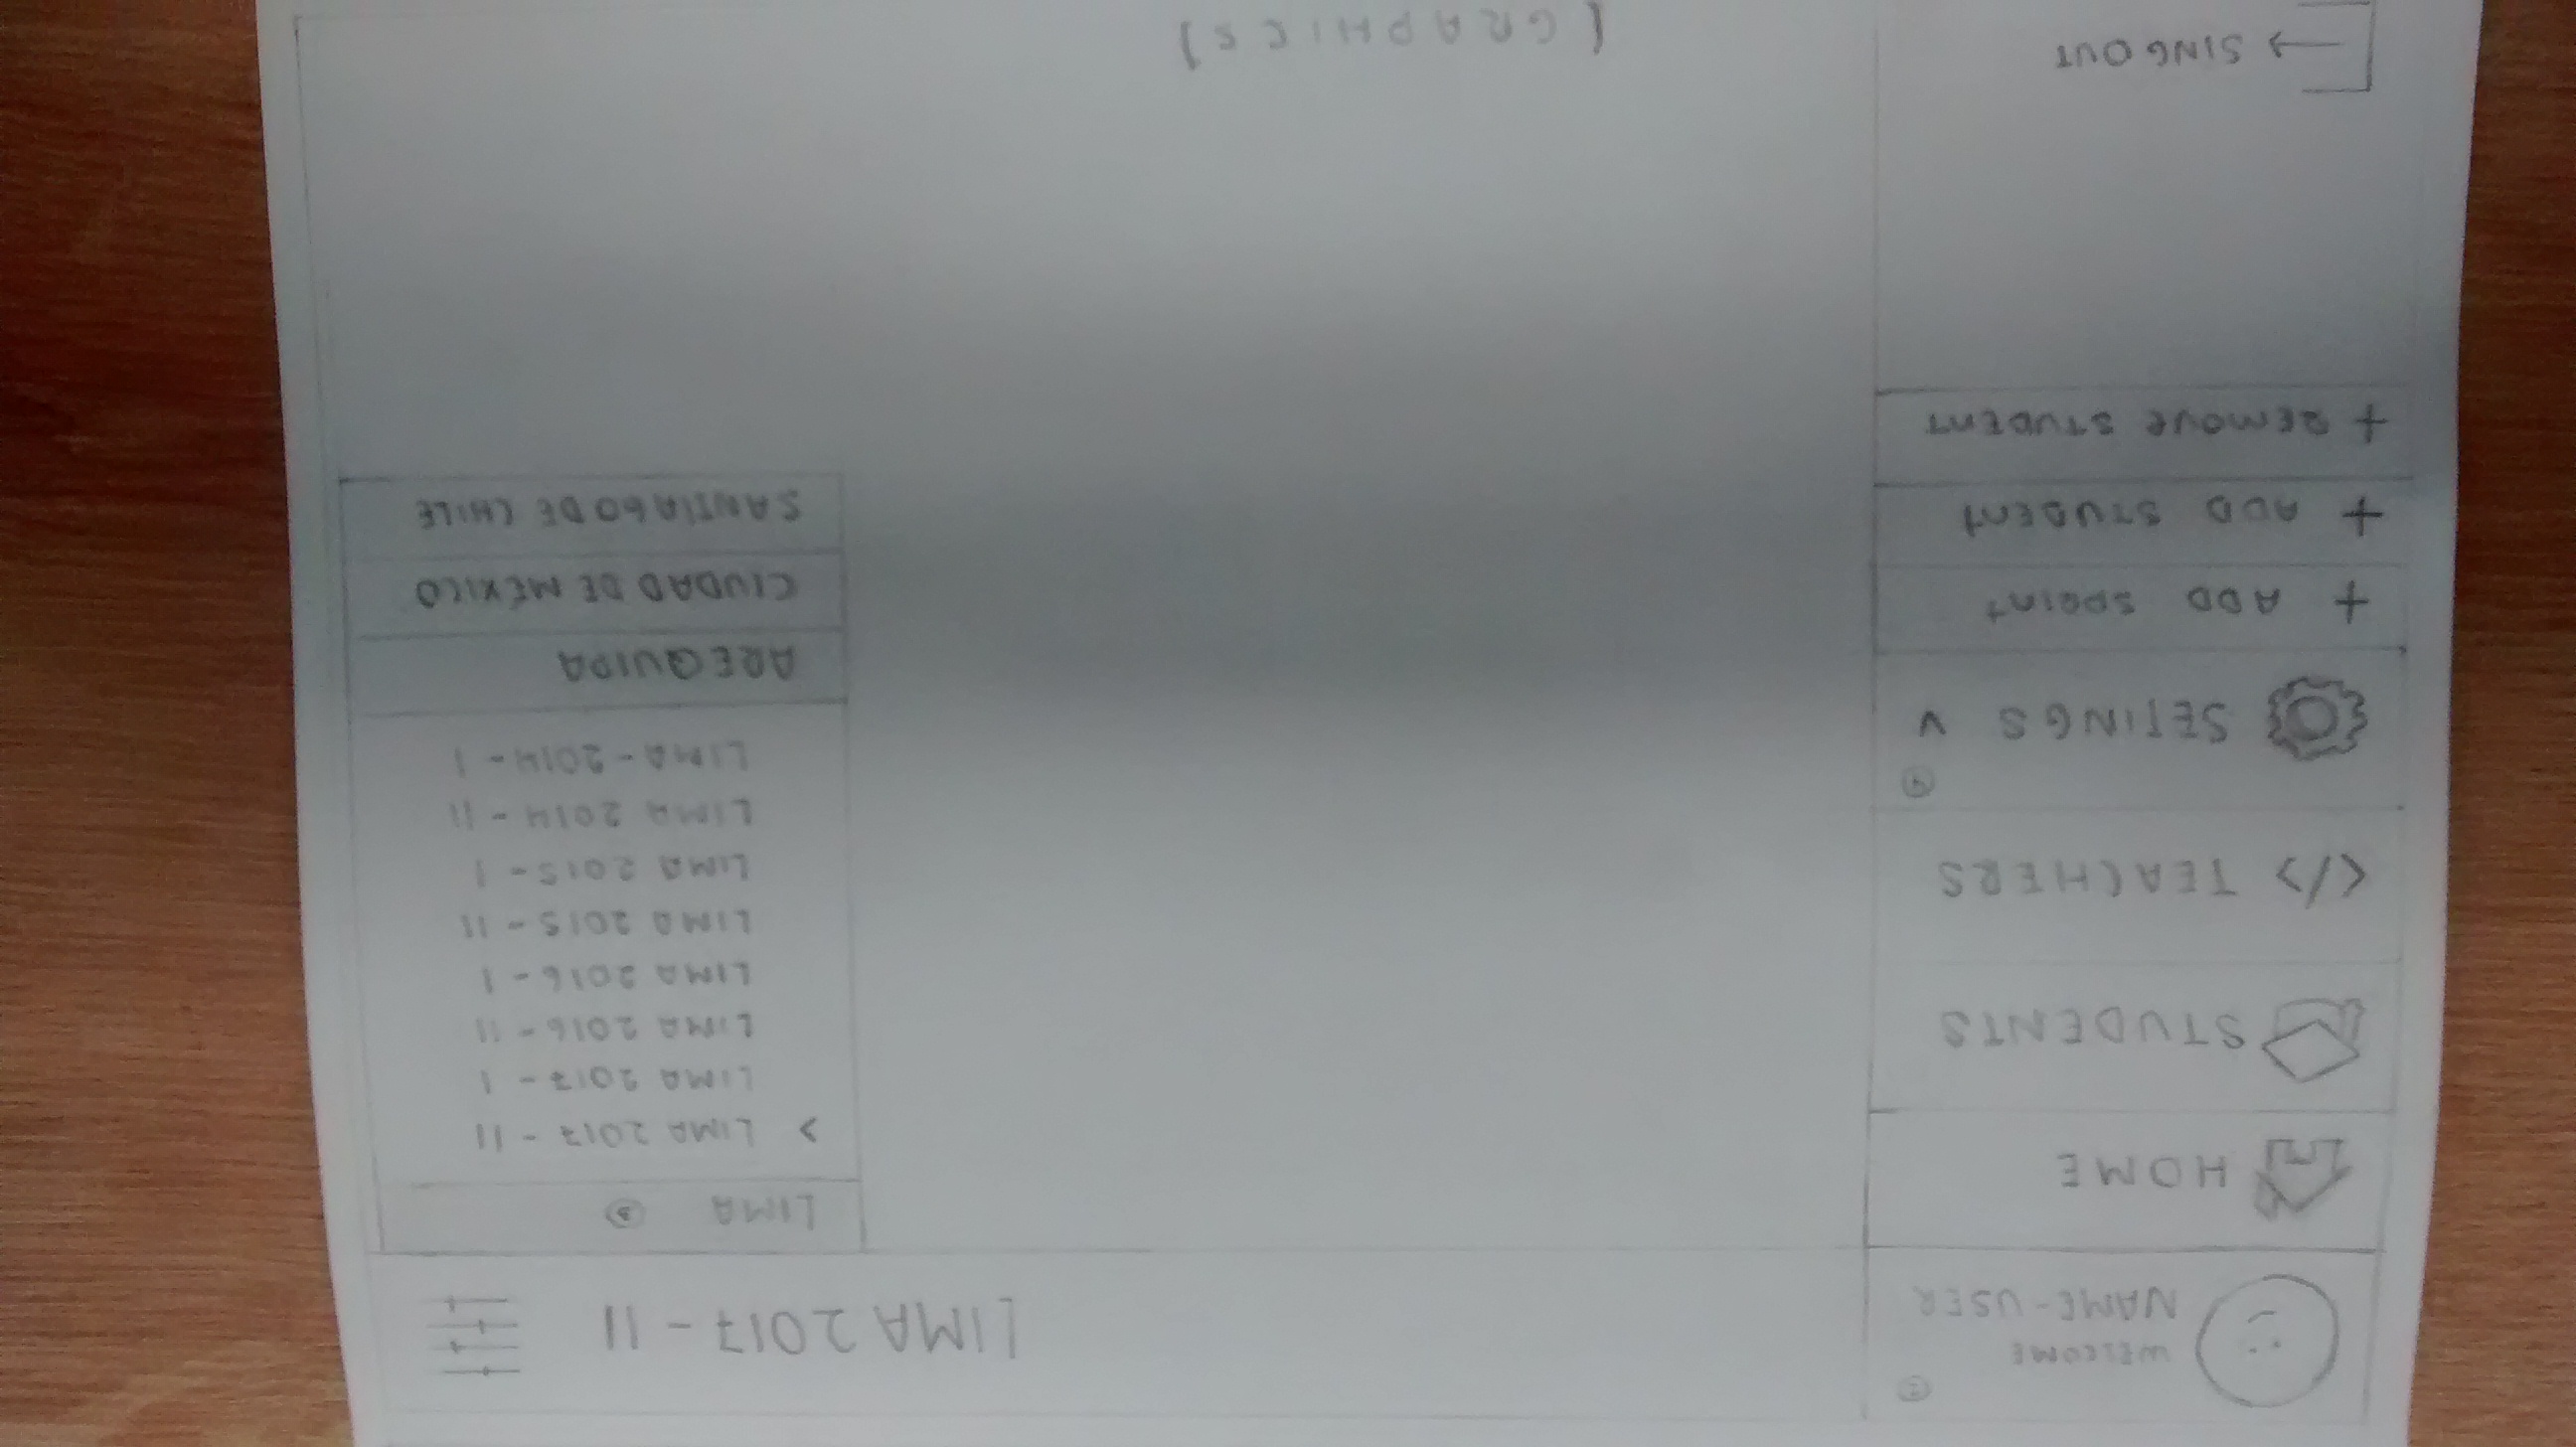 ②
WELCOME
NAME-USER
HOME
STUDENTS
</> TEACHERS
④
SETINGS V
+ ADD SPRINT
+ ADD STUDENT
+ REMOVE STUDENT
SING OUT
LIMA 2017 - II
LIMA ③
> LIMA 2017 - II
LIMA 2017 - I
LIMA 2016 - II
LIMA 2016 - I
LIMA 2015 - II
LIMA 2015 - I
LIMA 2014 - II
LIMA - 2014 - I
AREQUIPA
CIUDAD DE MÉXICO
SANTIAGO DE CHILE
(GRAPHICS)